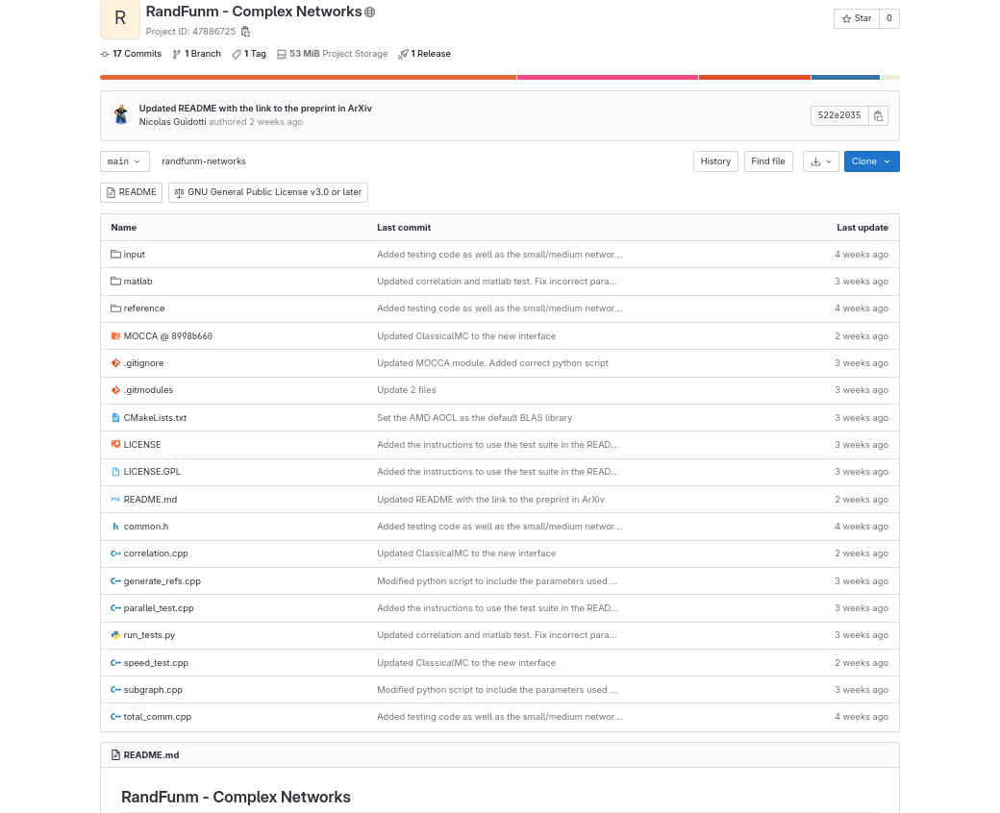 R
RandFunm - Complex Networks
Project ID: 47886725
Star 0
17 Commits 1 Branch 1 Tag 53 MiB Project Storage 1 Release
Updated README with the link to the preprint in ArXiv
Nicolas Guidotti authored 2 weeks ago
522e2035
main randfunm-networks History Find file Clone
README GNU General Public License v3.0 or later
Name Last commit Last update
input Added testing code as well as the small/medium networ... 4 weeks ago
matlab Updated correlation and matlab test. Fix incorrect para... 3 weeks ago
reference Added testing code as well as the small/medium networ... 4 weeks ago
MOCCA @ 8998b660 Updated ClassicalMC to the new interface 2 weeks ago
.gitignore Updated MOCCA module. Added correct python script 3 weeks ago
.gitmodules Update 2 files 3 weeks ago
CMakeLists.txt Set the AMD AOCL as the default BLAS library 3 weeks ago
LICENSE Added the instructions to use the test suite in the READ... 3 weeks ago
LICENSE.GPL Added the instructions to use the test suite in the READ... 3 weeks ago
README.md Updated README with the link to the preprint in ArXiv 2 weeks ago
common.h Added testing code as well as the small/medium networ... 4 weeks ago
correlation.cpp Updated ClassicalMC to the new interface 2 weeks ago
generate_refs.cpp Modified python script to include the parameters used ... 3 weeks ago
parallel_test.cpp Added the instructions to use the test suite in the READ... 3 weeks ago
run_tests.py Updated correlation and matlab test. Fix incorrect para... 3 weeks ago
speed_test.cpp Updated ClassicalMC to the new interface 2 weeks ago
subgraph.cpp Modified python script to include the parameters used ... 3 weeks ago
total_comm.cpp Added testing code as well as the small/medium networ... 4 weeks ago
README.md
RandFunm - Complex Networks